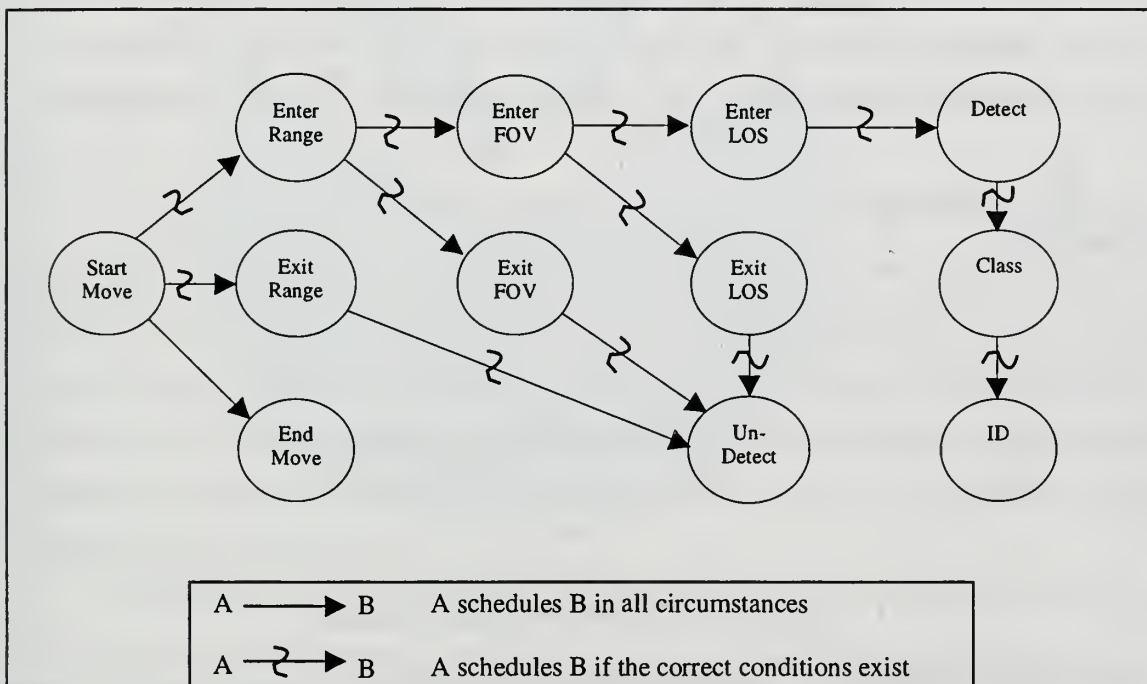 Enter
Range
Enter
FOV
Enter
LOS
Detect
Start
Move
Exit
Range
Exit
FOV
Exit
LOS
Class
End
Move
Un-
Detect
ID
A B A schedules B in all circumstances
A B A schedules B if the correct conditions exist